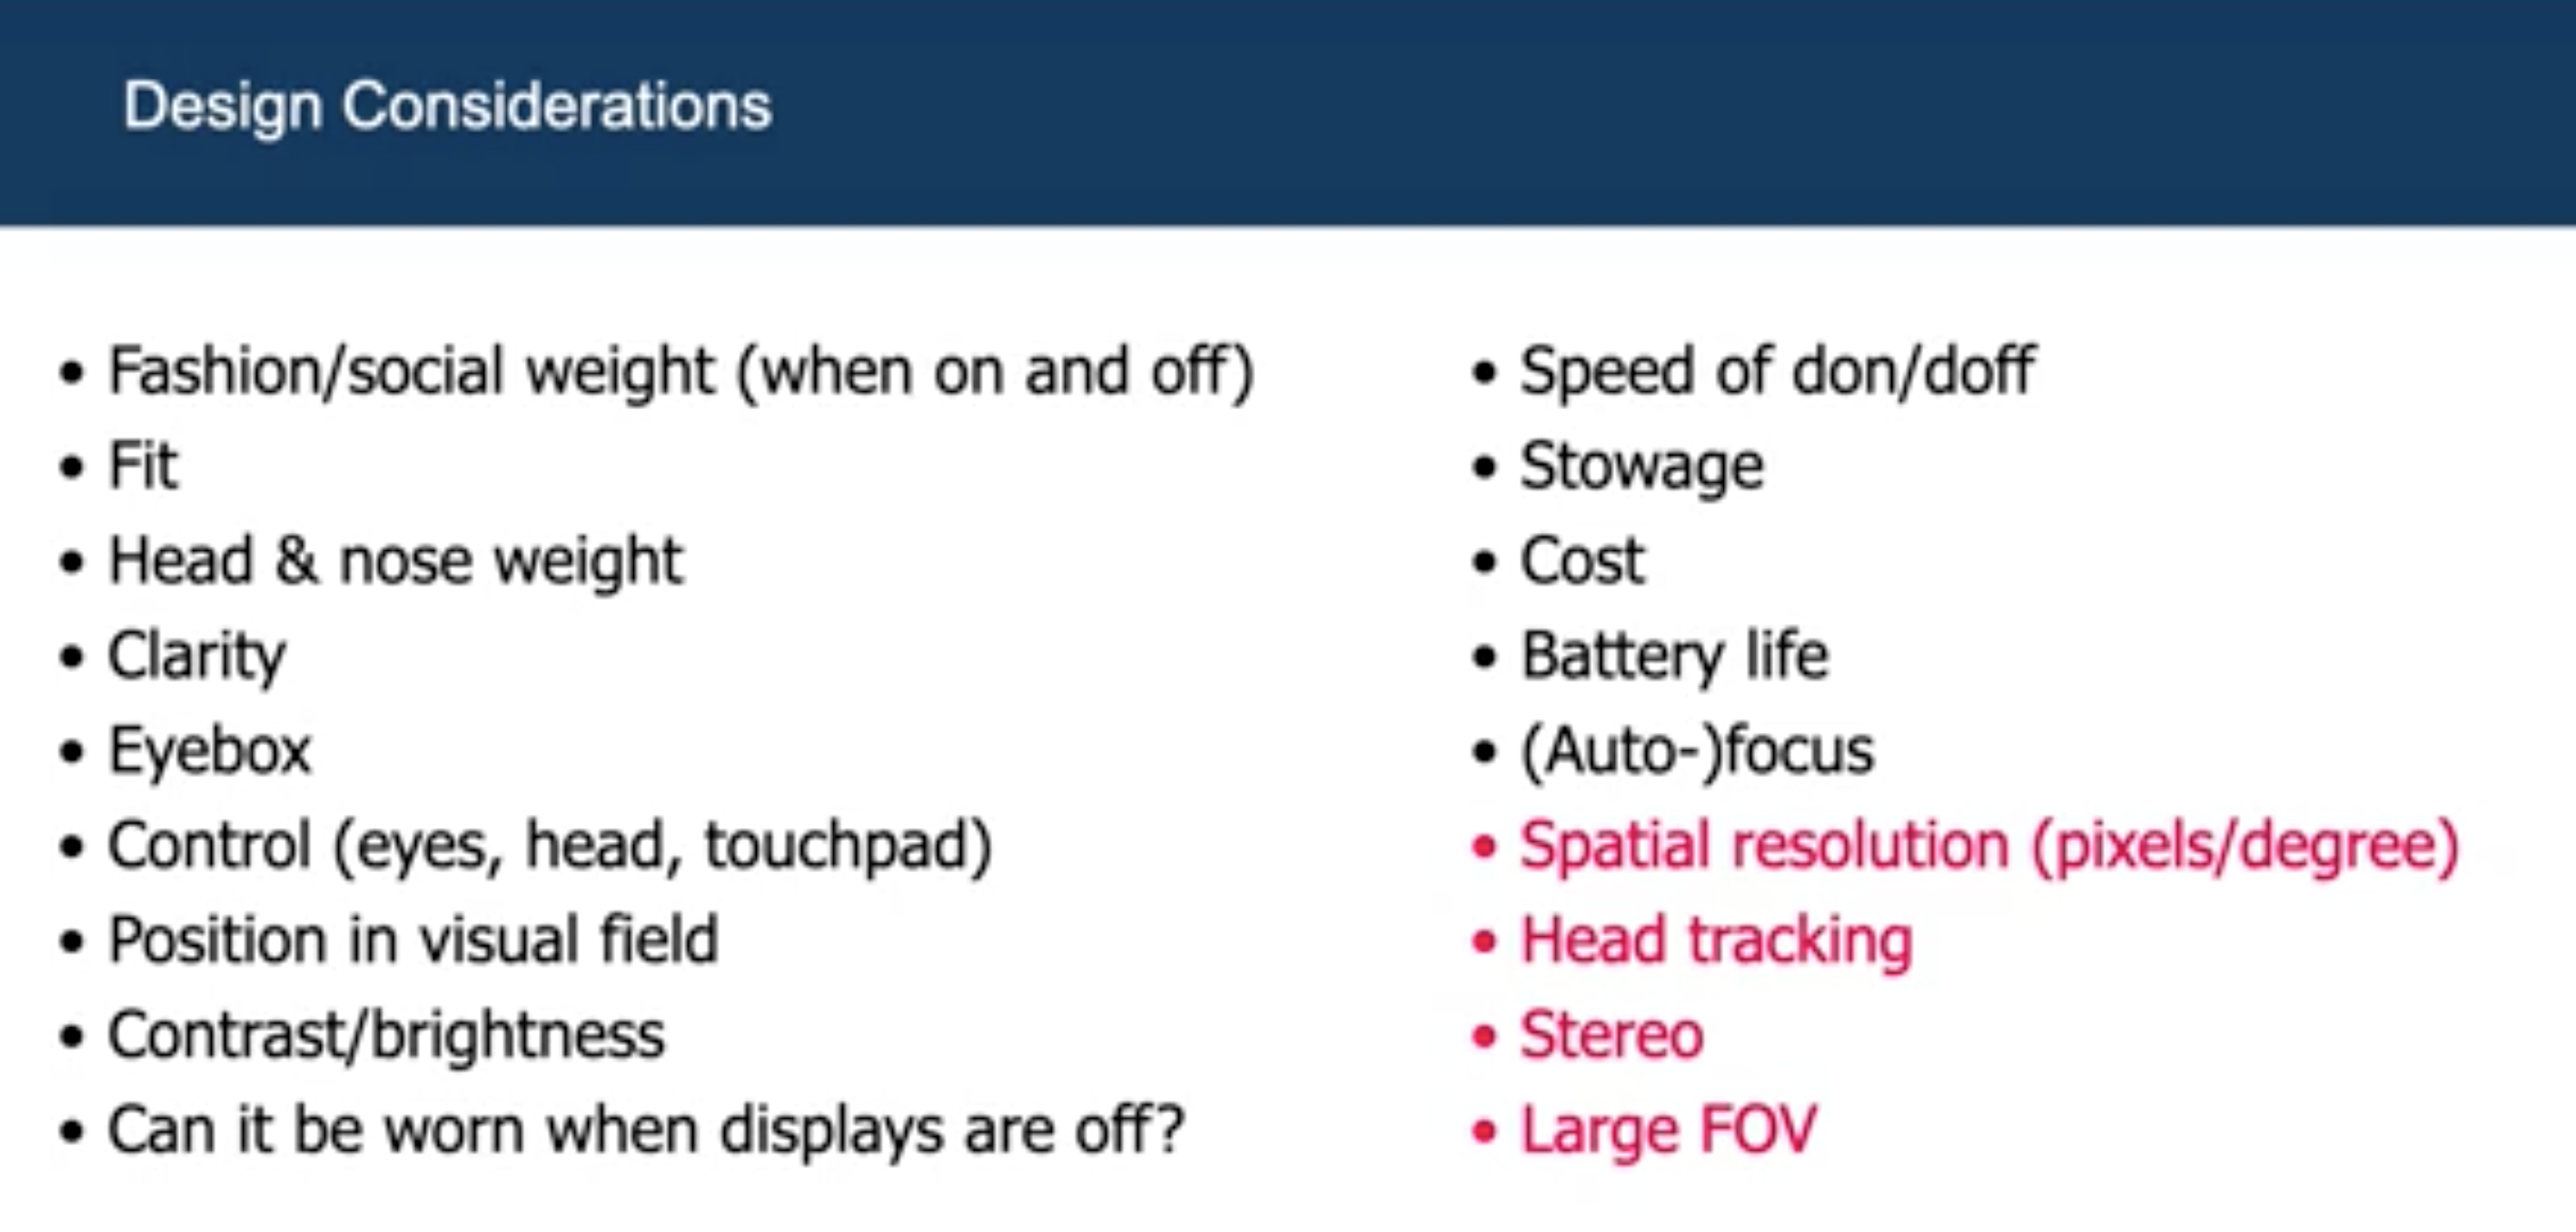 Design Considerations
• Fashion/social weight (when on and off)
• Fit
• Head & nose weight
• Clarity
• Eyebox
• Control (eyes, head, touchpad)
• Position in visual field
• Contrast/brightness
• Can it be worn when displays are off?
• Speed of don/doff
• Stowage
• Cost
• Battery life
• (Auto-)focus
• Spatial resolution (pixels/degree)
• Head tracking
• Stereo
• Large FOV